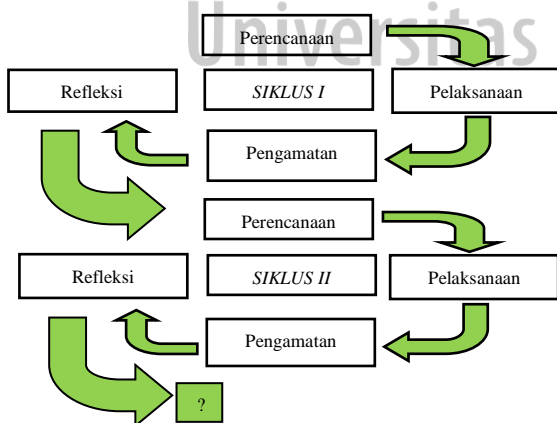 Universitas
Perencanaan
Refleksi
SIKLUS I
Pelaksanaan
Pengamatan
Perencanaan
Refleksi
SIKLUS II
Pelaksanaan
Pengamatan
?